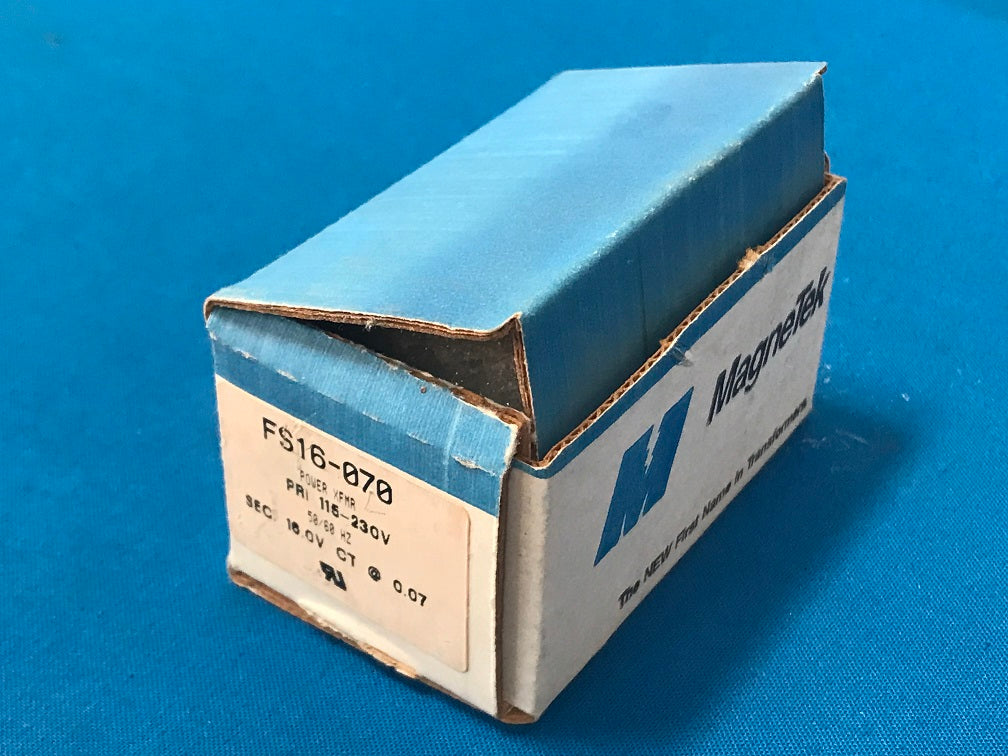 FS16-070
POWER XFMR
PRI 115-230V
50/60 HZ
SEC. 16.0V CT @ 0.07
MagneTek
The NEW First Name in Transformers.